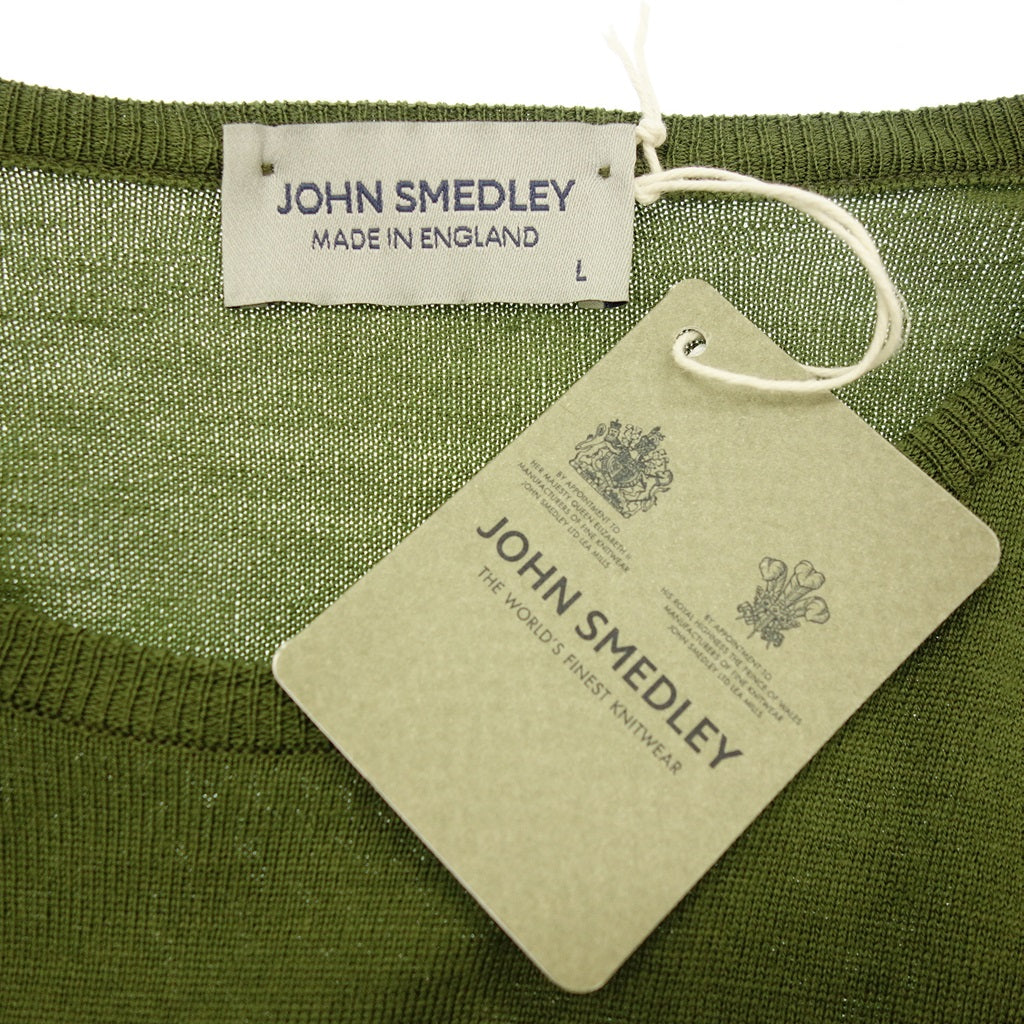 JOHN SMEDLEY
MADE IN ENGLAND
L
BY APPOINTMENT TO
HER MAJESTY QUEEN ELIZABETH II
MANUFACTURERS OF FINE KNITWEAR
JOHN SMEDLEY LTD LEA MILLS
BY APPOINTMENT TO
HIS ROYAL HIGHNESS THE PRINCE OF WALES
MANUFACTURERS OF FINE KNITWEAR
JOHN SMEDLEY LTD LEA MILLS
JOHN SMEDLEY
THE WORLD'S FINEST KNITWEAR